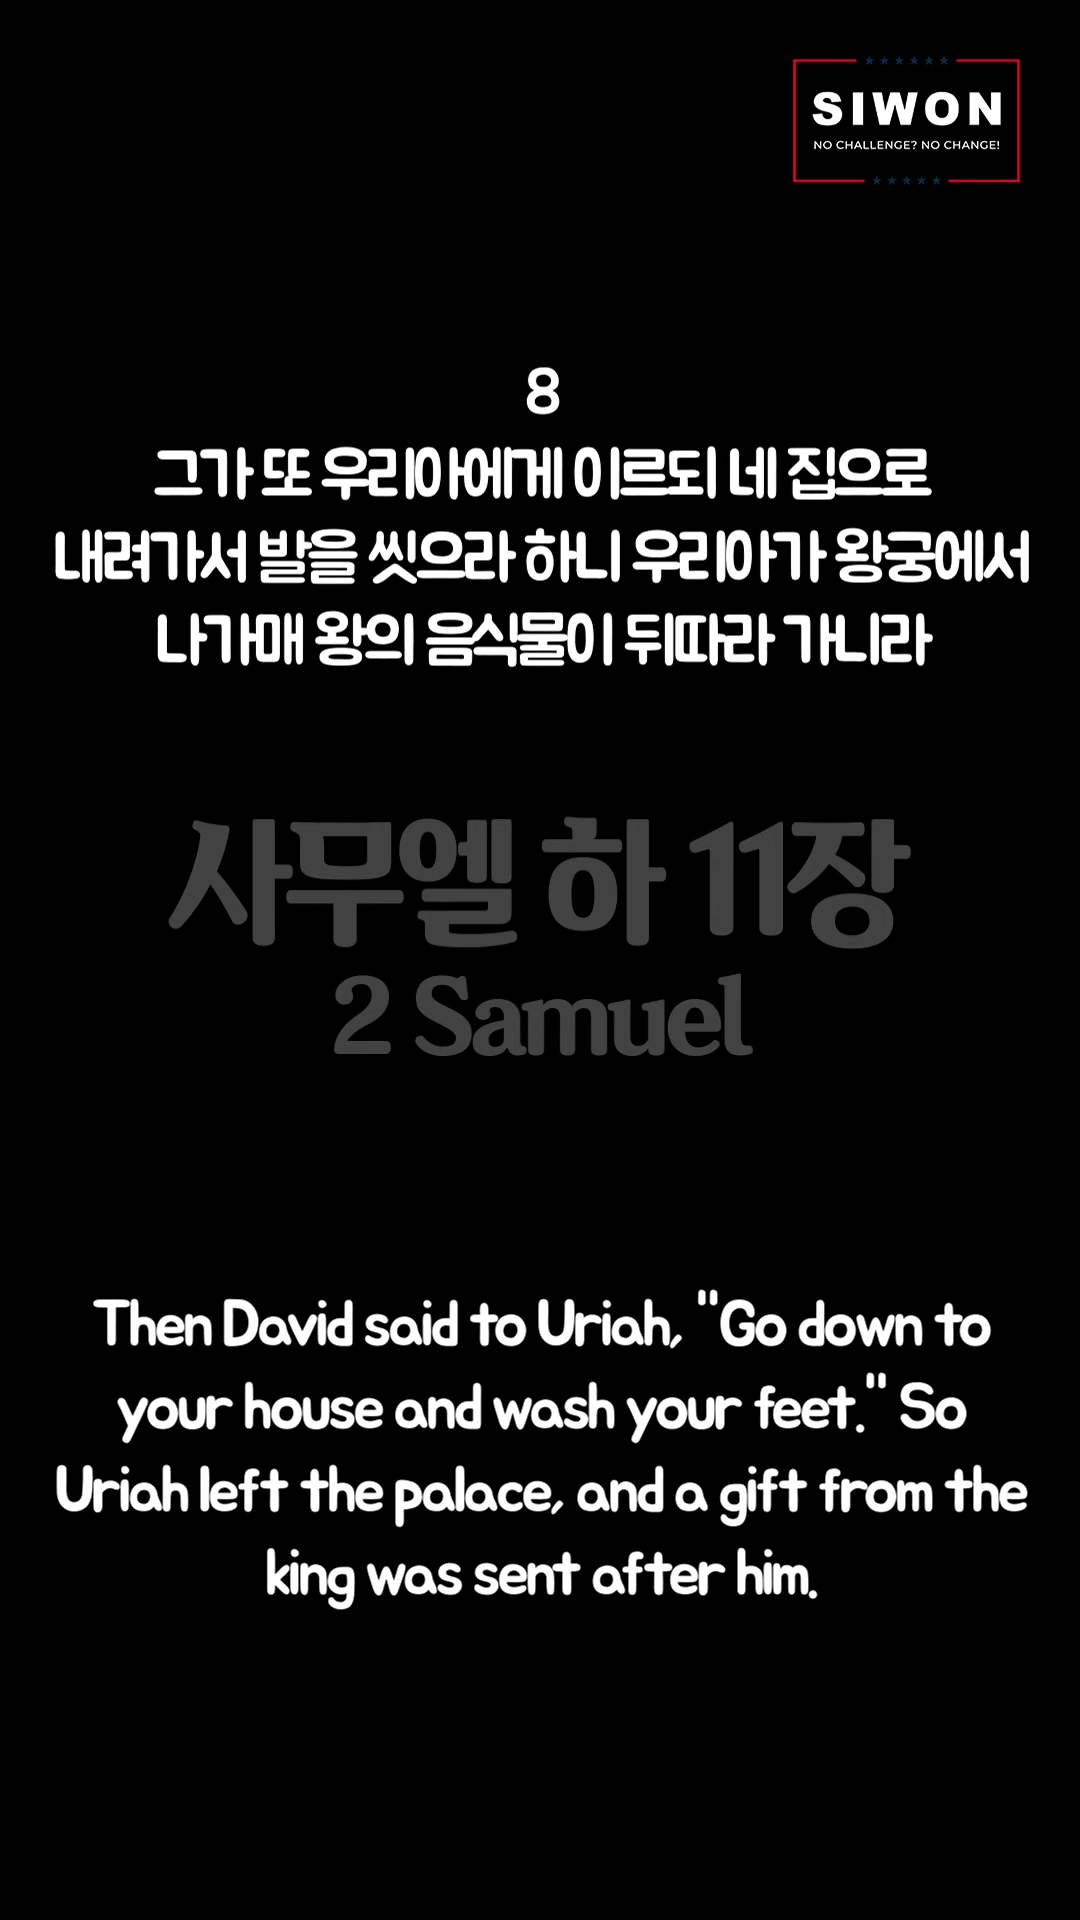 SIWON
NO CHALLENGE? NO CHANGE!
8
그가 또 우리아에게 이르되 네 집으로
내려가서 발을 씻으라 하니 우리아가 왕궁에서
나가매 왕의 음식물이 뒤따라 가니라
사무엘 하 11장
2 Samuel
Then David said to Uriah, "Go down to
your house and wash your feet." So
Uriah left the palace, and a gift from the
king was sent after him.